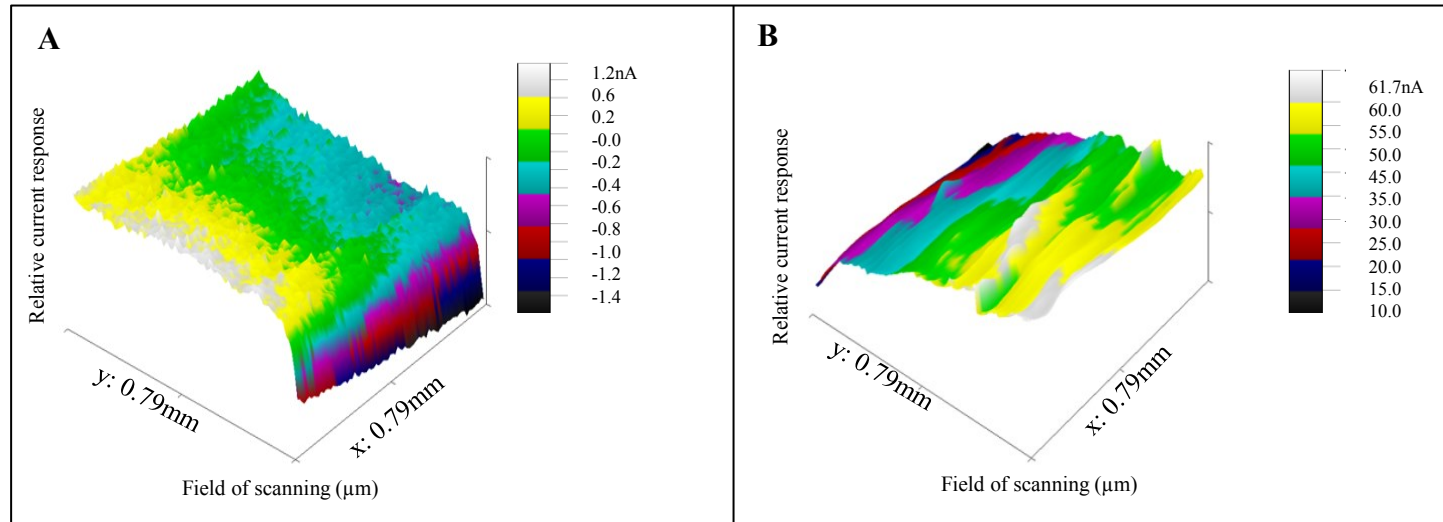 A
1.2nA
0.6
0.2
-0.0
-0.2
-0.4
-0.6
-0.8
-1.0
-1.2
-1.4
Relative current response
y: 0.79mm
x: 0.79mm
Field of scanning (µm)
B
61.7nA
60.0
55.0
50.0
45.0
35.0
30.0
25.0
20.0
15.0
10.0
Relative current response
y: 0.79mm
x: 0.79mm
Field of scanning (µm)